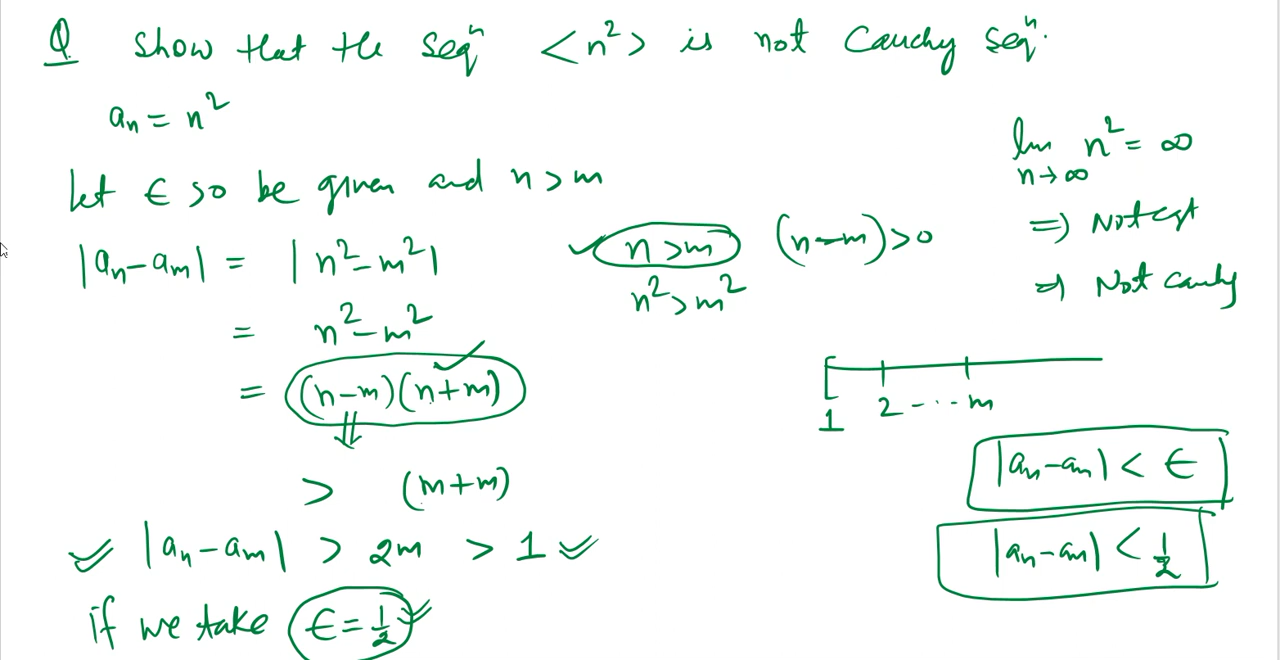 Q Show that the seqⁿ <n²> is not Cauchy seqⁿ.
aₙ = n²
let ϵ > 0 be given and n > m
|aₙ - aₘ| = |n² - m²|
= n² - m²
= (n-m)(n+m)
⇓
> (m+m)
|aₙ - aₘ| > 2m > 1
if we take ϵ = 1/2
n > m (n-m) > 0
n² > m²
lim n² = ∞
n→∞
⇒ Not est
⇒ Not Cauchy
1 2 -··- m
|aₙ - aₘ| < ϵ
|aₙ - aₘ| < 1/2